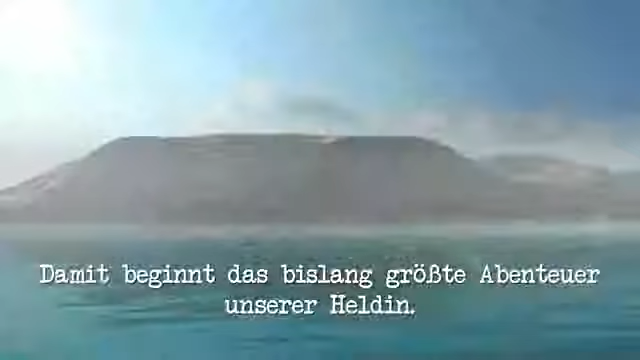 Damit beginnt das bislang größte Abenteuer
unserer Heldin.